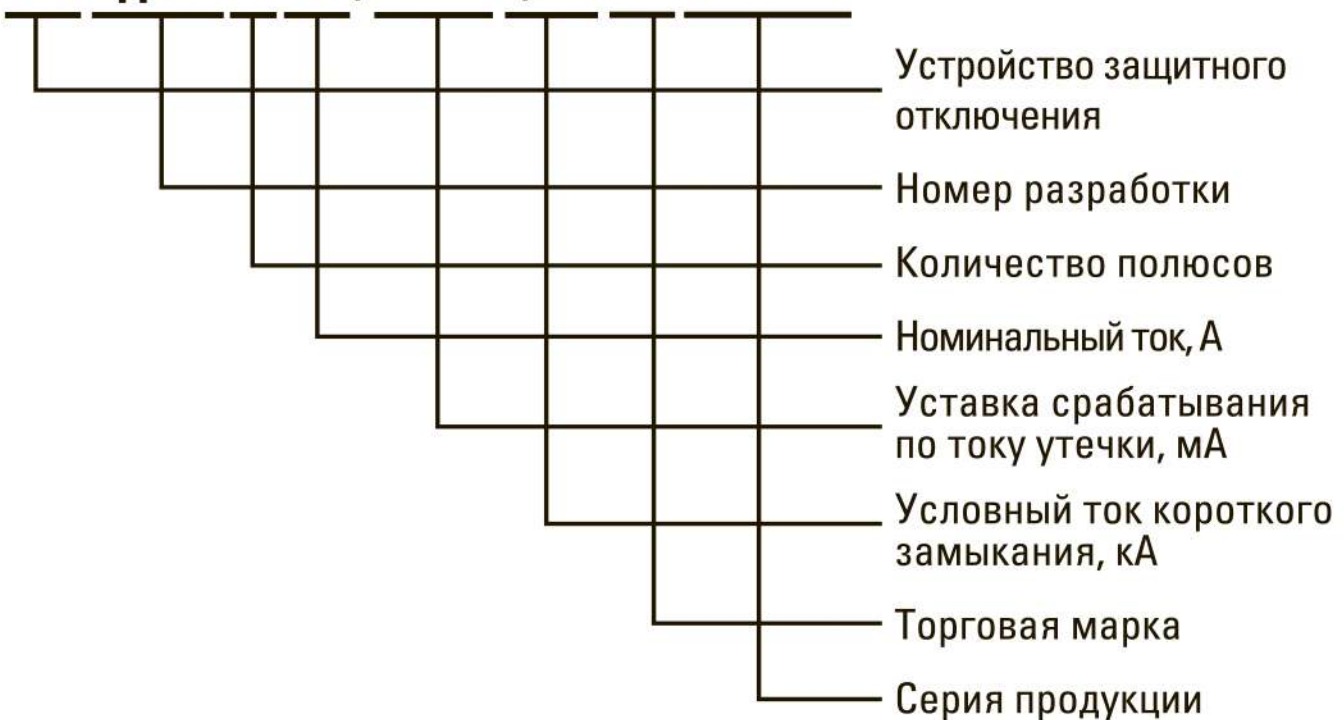 Устройство защитного
отключения
Номер разработки
Количество полюсов
Номинальный ток, А
Уставка срабатывания
по току утечки, мА
Условный ток короткого
замыкания, кА
Торговая марка
Серия продукции